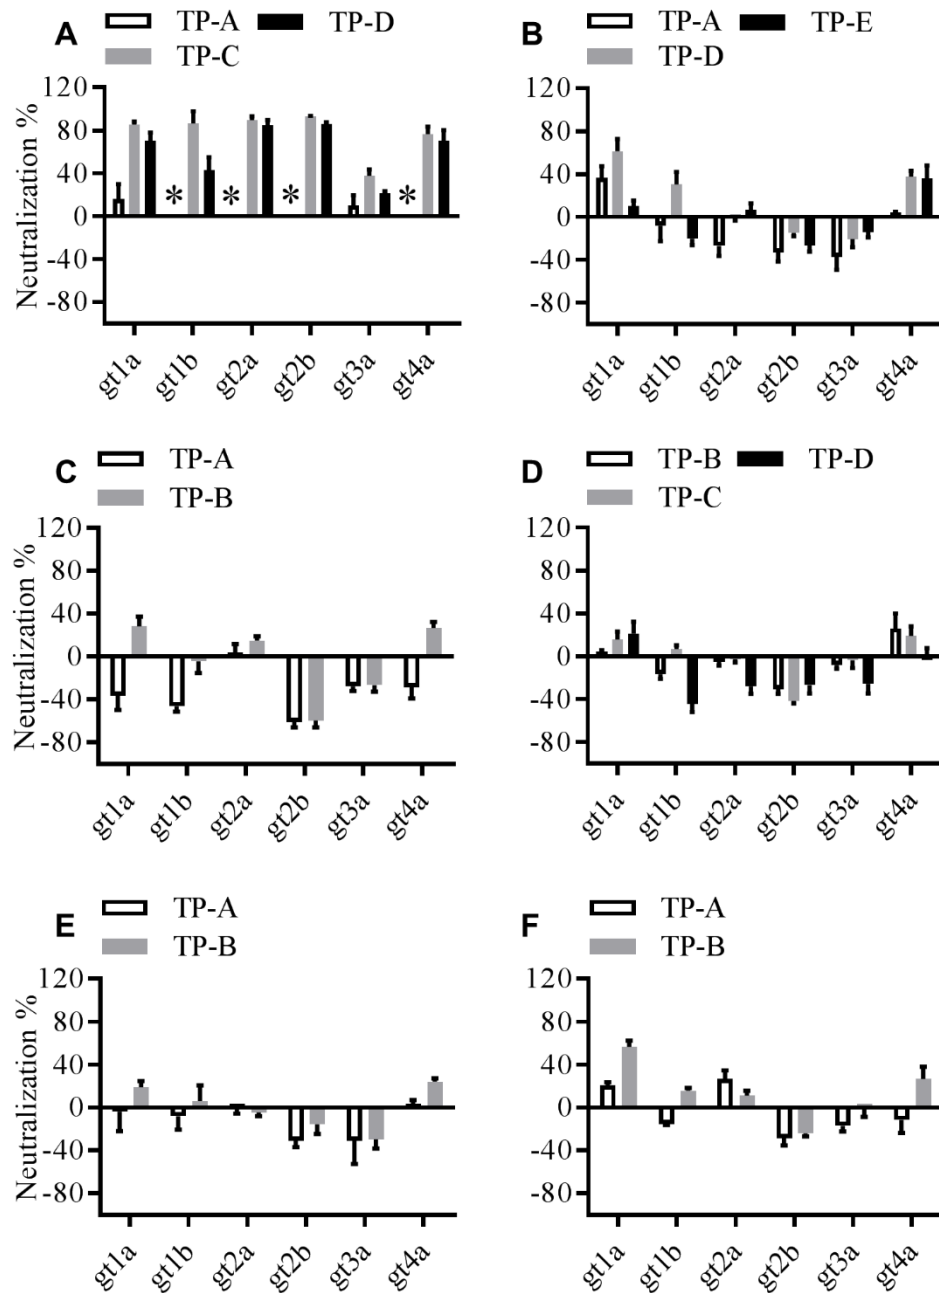 A TP-A TP-D
TP-C
B TP-A TP-E
TP-D
Neutralization %
120
80
40
0
-40
-80
* * * *
gt1a gt1b gt2a gt2b gt3a gt4a
120
80
40
0
-40
-80
gt1a gt1b gt2a gt2b gt3a gt4a
C TP-A
TP-B
D TP-B TP-D
TP-C
Neutralization %
120
80
40
0
-40
-80
gt1a gt1b gt2a gt2b gt3a gt4a
120
80
40
0
-40
-80
gt1a gt1b gt2a gt2b gt3a gt4a
E TP-A
TP-B
F TP-A
TP-B
Neutralization %
120
80
40
0
-40
-80
gt1a gt1b gt2a gt2b gt3a gt4a
120
80
40
0
-40
-80
gt1a gt1b gt2a gt2b gt3a gt4a